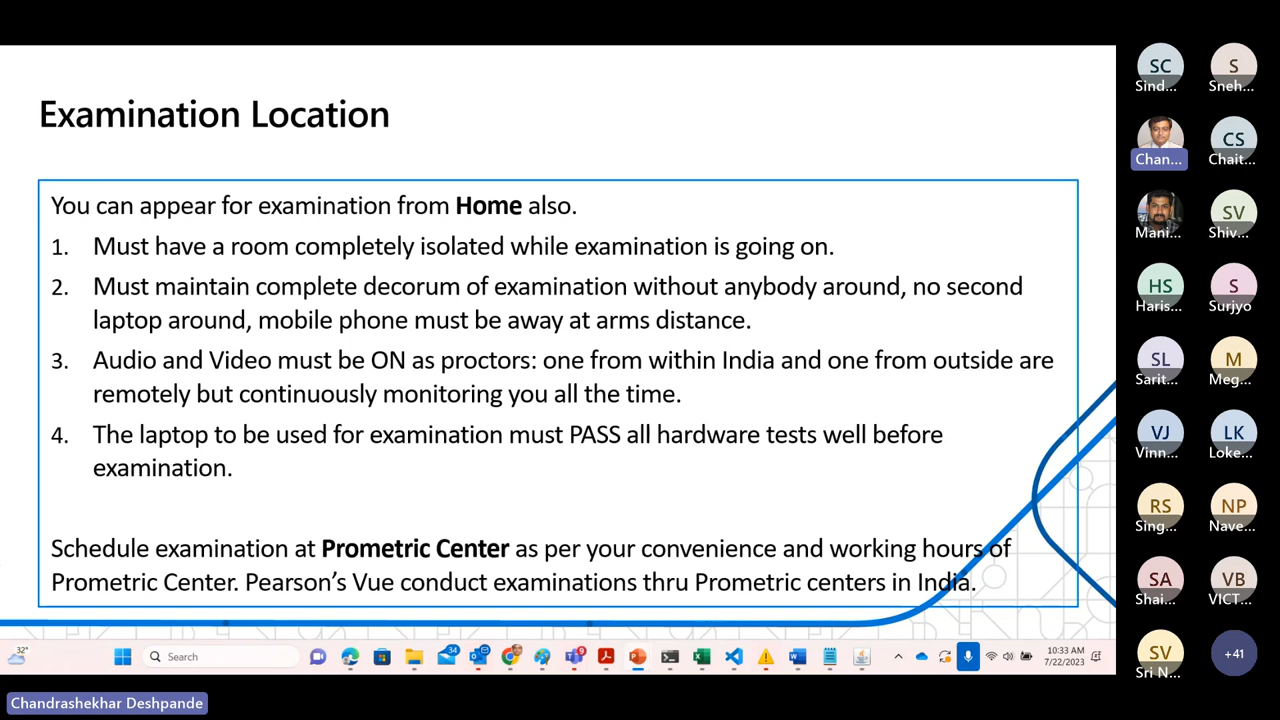 Examination Location
You can appear for examination from Home also.
1. Must have a room completely isolated while examination is going on.
2. Must maintain complete decorum of examination without anybody around, no second
laptop around, mobile phone must be away at arms distance.
3. Audio and Video must be ON as proctors: one from within India and one from outside are
remotely but continuously monitoring you all the time.
4. The laptop to be used for examination must PASS all hardware tests well before
examination.
Schedule examination at Prometric Center as per your convenience and working hours of
Prometric Center. Pearson's Vue conduct examinations thru Prometric centers in India.
SC S
Sind... Sneh...
CS
Chan... Chait...
SV
Mani... Shiv...
HS S
Haris... Surjyo
SL M
Sarit... Meg...
VJ LK
Vinn... Loke...
RS NP
Sing... Nave...
SA VB
Shai... VICT...
SV +41
Sri N...
32°
Search
34
9
10:33 AM
7/22/2023
Chandrashekhar Deshpande